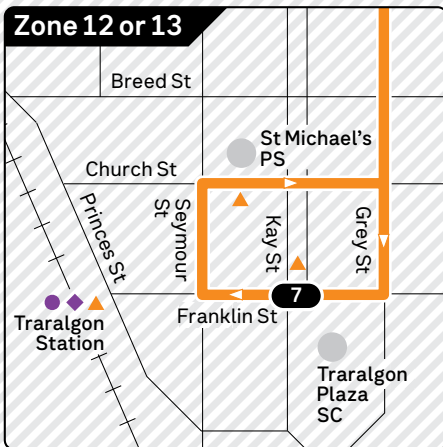 Zone 12 or 13
Breed St
St Michael's
PS
Church St
Princes St
Seymour
St
Kay St
Grey St
7
Franklin St
Traralgon
Station
Traralgon
Plaza
SC